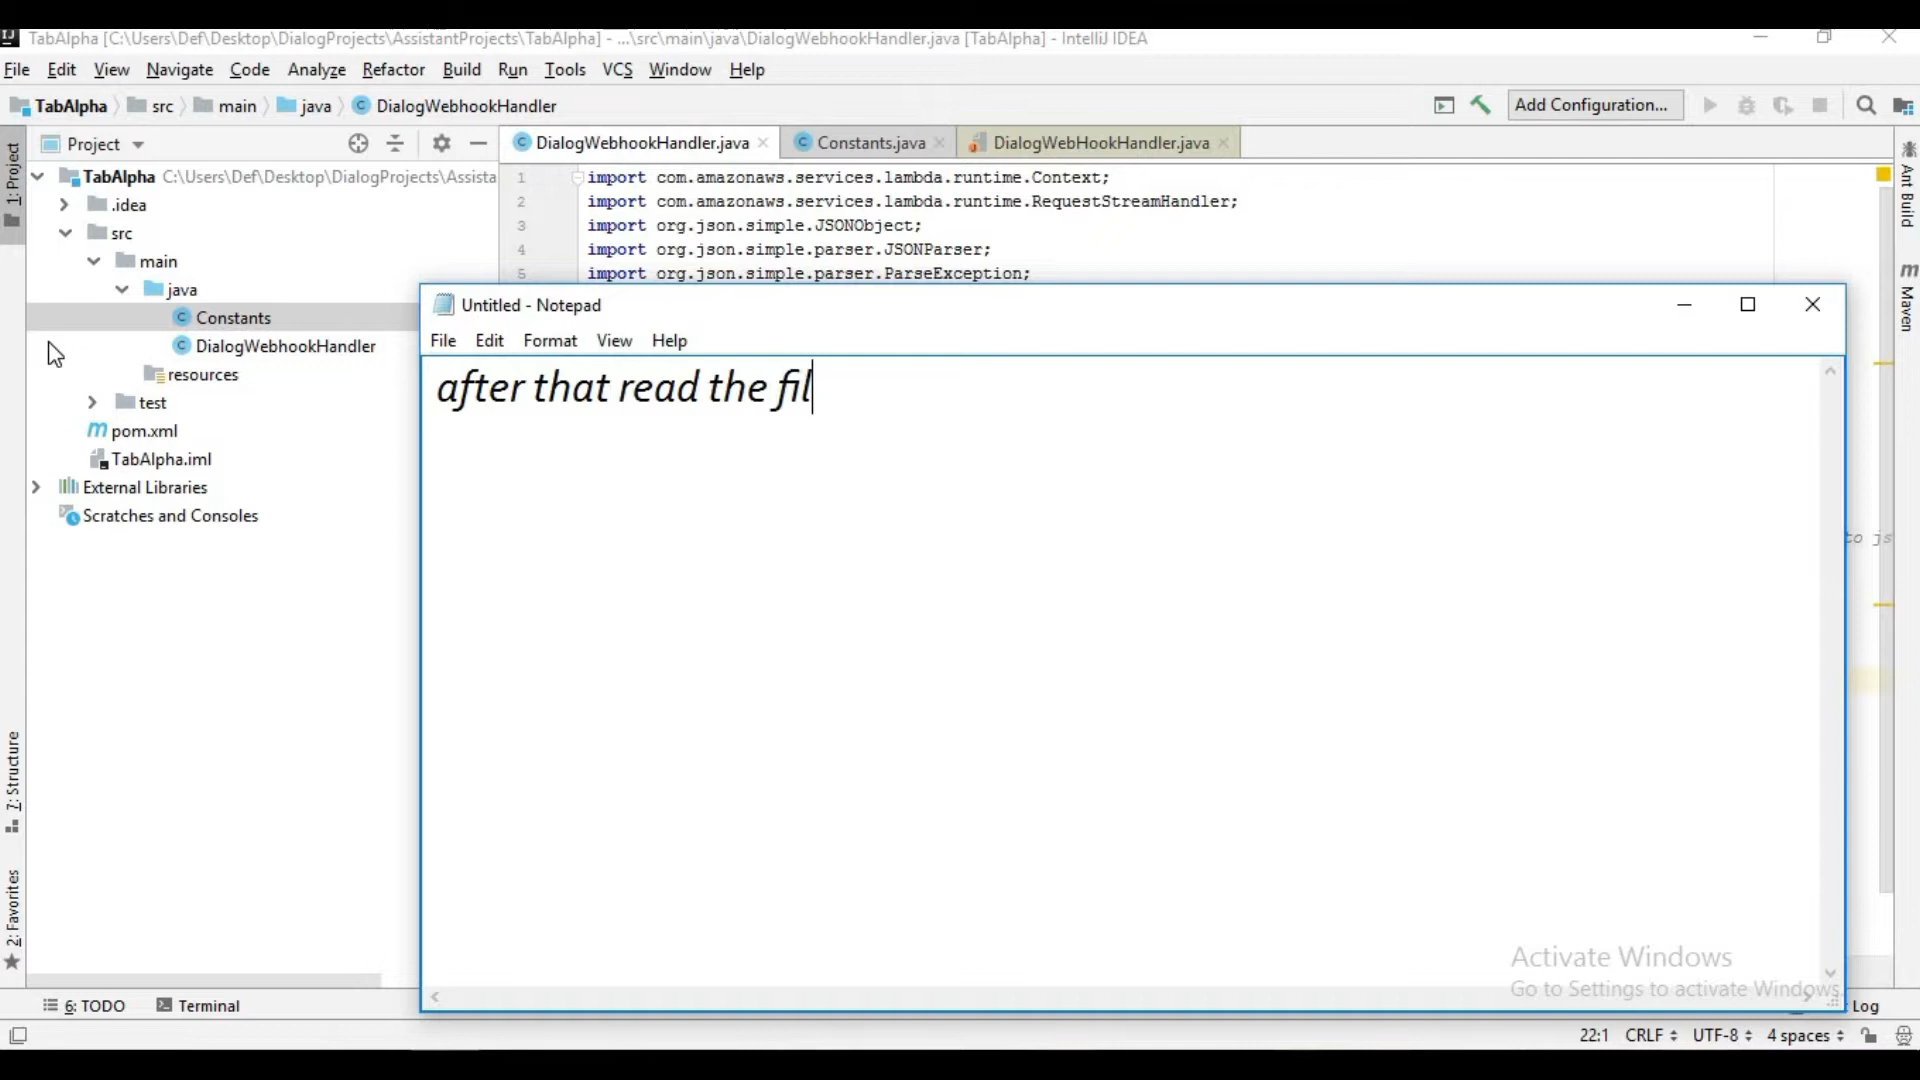 TabAlpha [C:\Users\Def\Desktop\DialogProjects\AssistantProjects\TabAlpha] - ...\src\main\java\DialogWebhookHandler.java [TabAlpha] - IntelliJ IDEA
File Edit View Navigate Code Analyze Refactor Build Run Tools VCS Window Help
TabAlpha src main java DialogWebhookHandler Add Configuration...
1: Project
Project
DialogWebhookHandler.java Constants.java DialogWebHookHandler.java
TabAlpha C:\Users\Def\Desktop\DialogProjects\Assista
.idea
src
main
java
Constants
DialogWebhookHandler
resources
test
pom.xml
TabAlpha.iml
External Libraries
Scratches and Consoles
1 import com.amazonaws.services.lambda.runtime.Context;
2 import com.amazonaws.services.lambda.runtime.RequestStreamHandler;
3 import org.json.simple.JSONObject;
4 import org.json.simple.parser.JSONParser;
5 import org.json.simple.parser.ParseException;
Ant Build
Maven
Untitled - Notepad
File Edit Format View Help
after that read the fil
to js
7: Structure
2: Favorites
Activate Windows
Go to Settings to activate Windows.
6: TODO Terminal Log
22:1 CRLF UTF-8 4 spaces